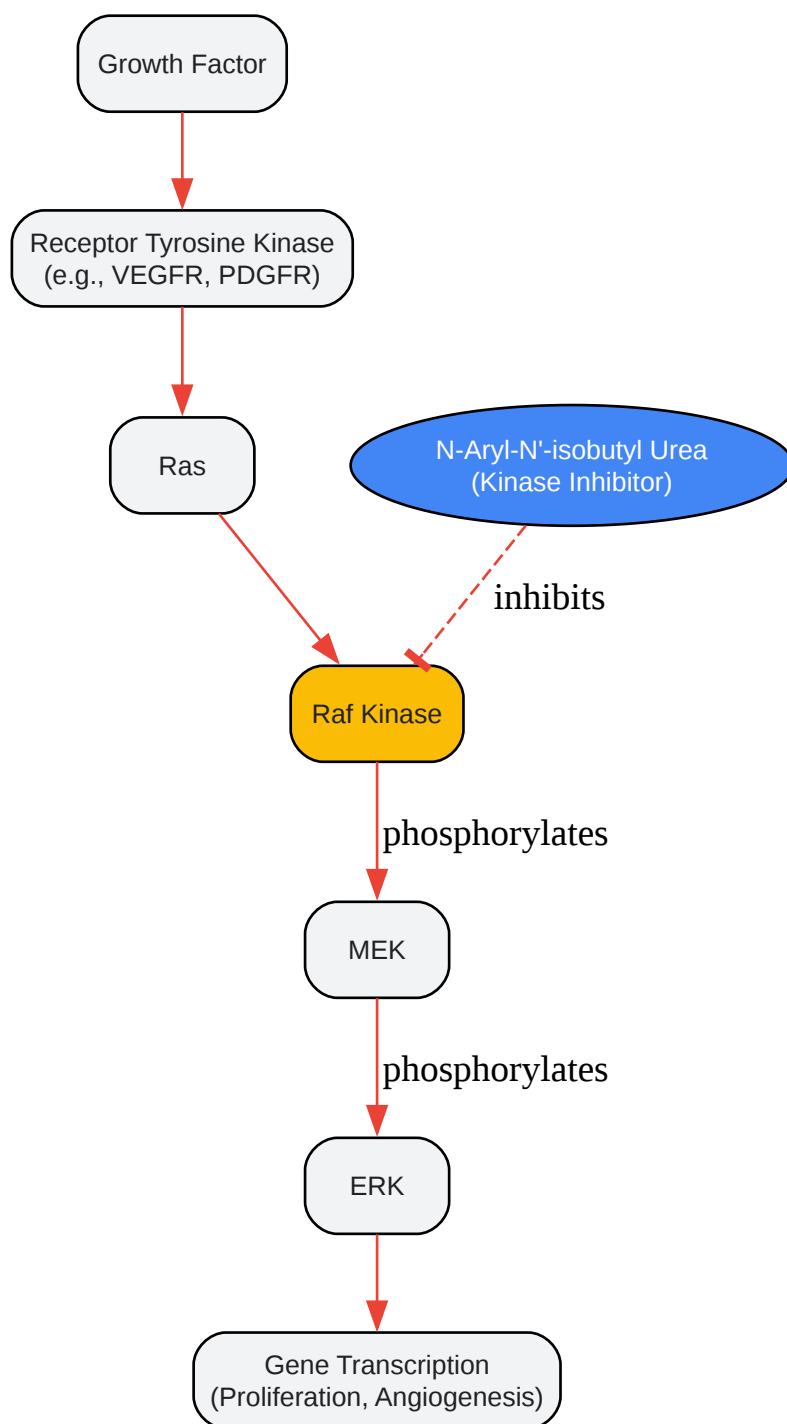 Growth Factor
Receptor Tyrosine Kinase
(e.g., VEGFR, PDGFR)
Ras
N-Aryl-N'-isobutyl Urea
(Kinase Inhibitor)
inhibits
Raf Kinase
phosphorylates
MEK
phosphorylates
ERK
Gene Transcription
(Proliferation, Angiogenesis)